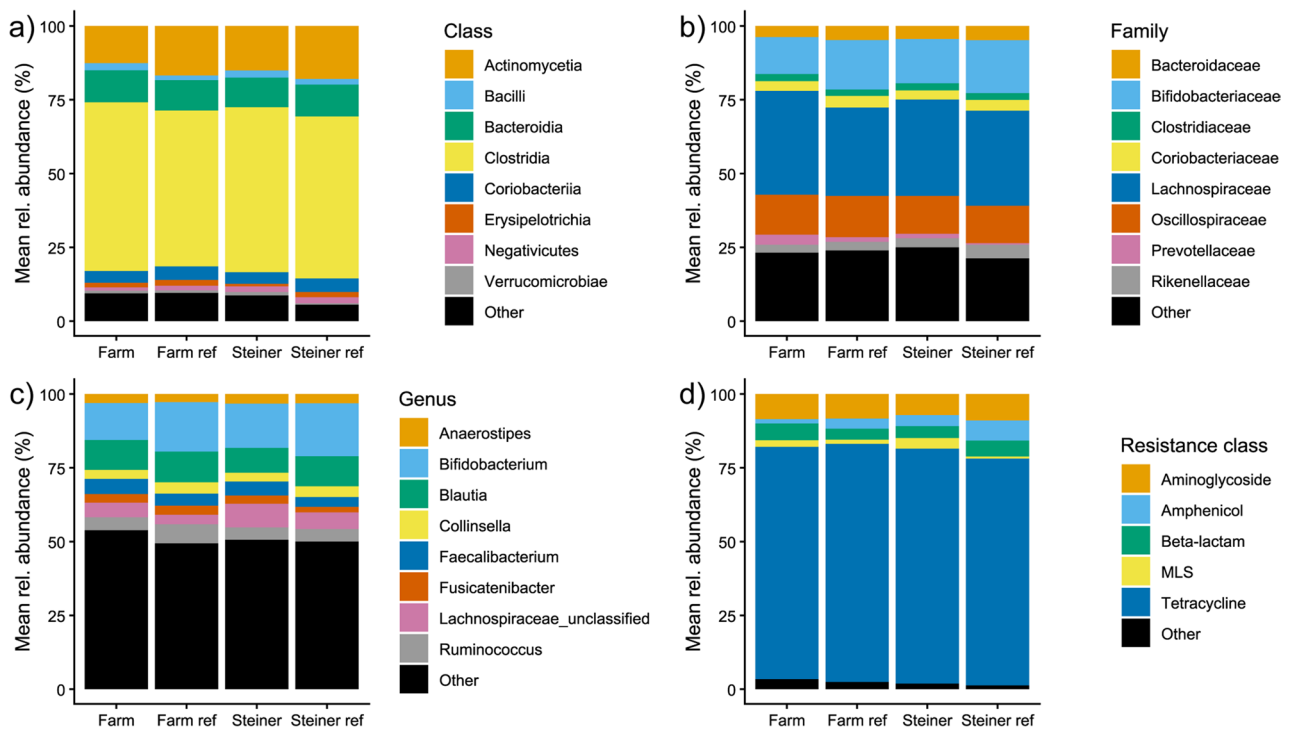 a)
Mean rel. abundance (%)
100
75
50
25
0
Farm
Farm ref
Steiner
Steiner ref
Class
Actinomycetia
Bacilli
Bacteroidia
Clostridia
Coriobacteriia
Erysipelotrichia
Negativicutes
Verrucomicrobiae
Other
b)
Mean rel. abundance (%)
100
75
50
25
0
Farm
Farm ref
Steiner
Steiner ref
Family
Bacteroidaceae
Bifidobacteriaceae
Clostridiaceae
Coriobacteriaceae
Lachnospiraceae
Oscillospiraceae
Prevotellaceae
Rikenellaceae
Other
c)
Mean rel. abundance (%)
100
75
50
25
0
Farm
Farm ref
Steiner
Steiner ref
Genus
Anaerostipes
Bifidobacterium
Blautia
Collinsella
Faecalibacterium
Fusicatenibacter
Lachnospiraceae_unclassified
Ruminococcus
Other
d)
Mean rel. abundance (%)
100
75
50
25
0
Farm
Farm ref
Steiner
Steiner ref
Resistance class
Aminoglycoside
Amphenicol
Beta-lactam
MLS
Tetracycline
Other